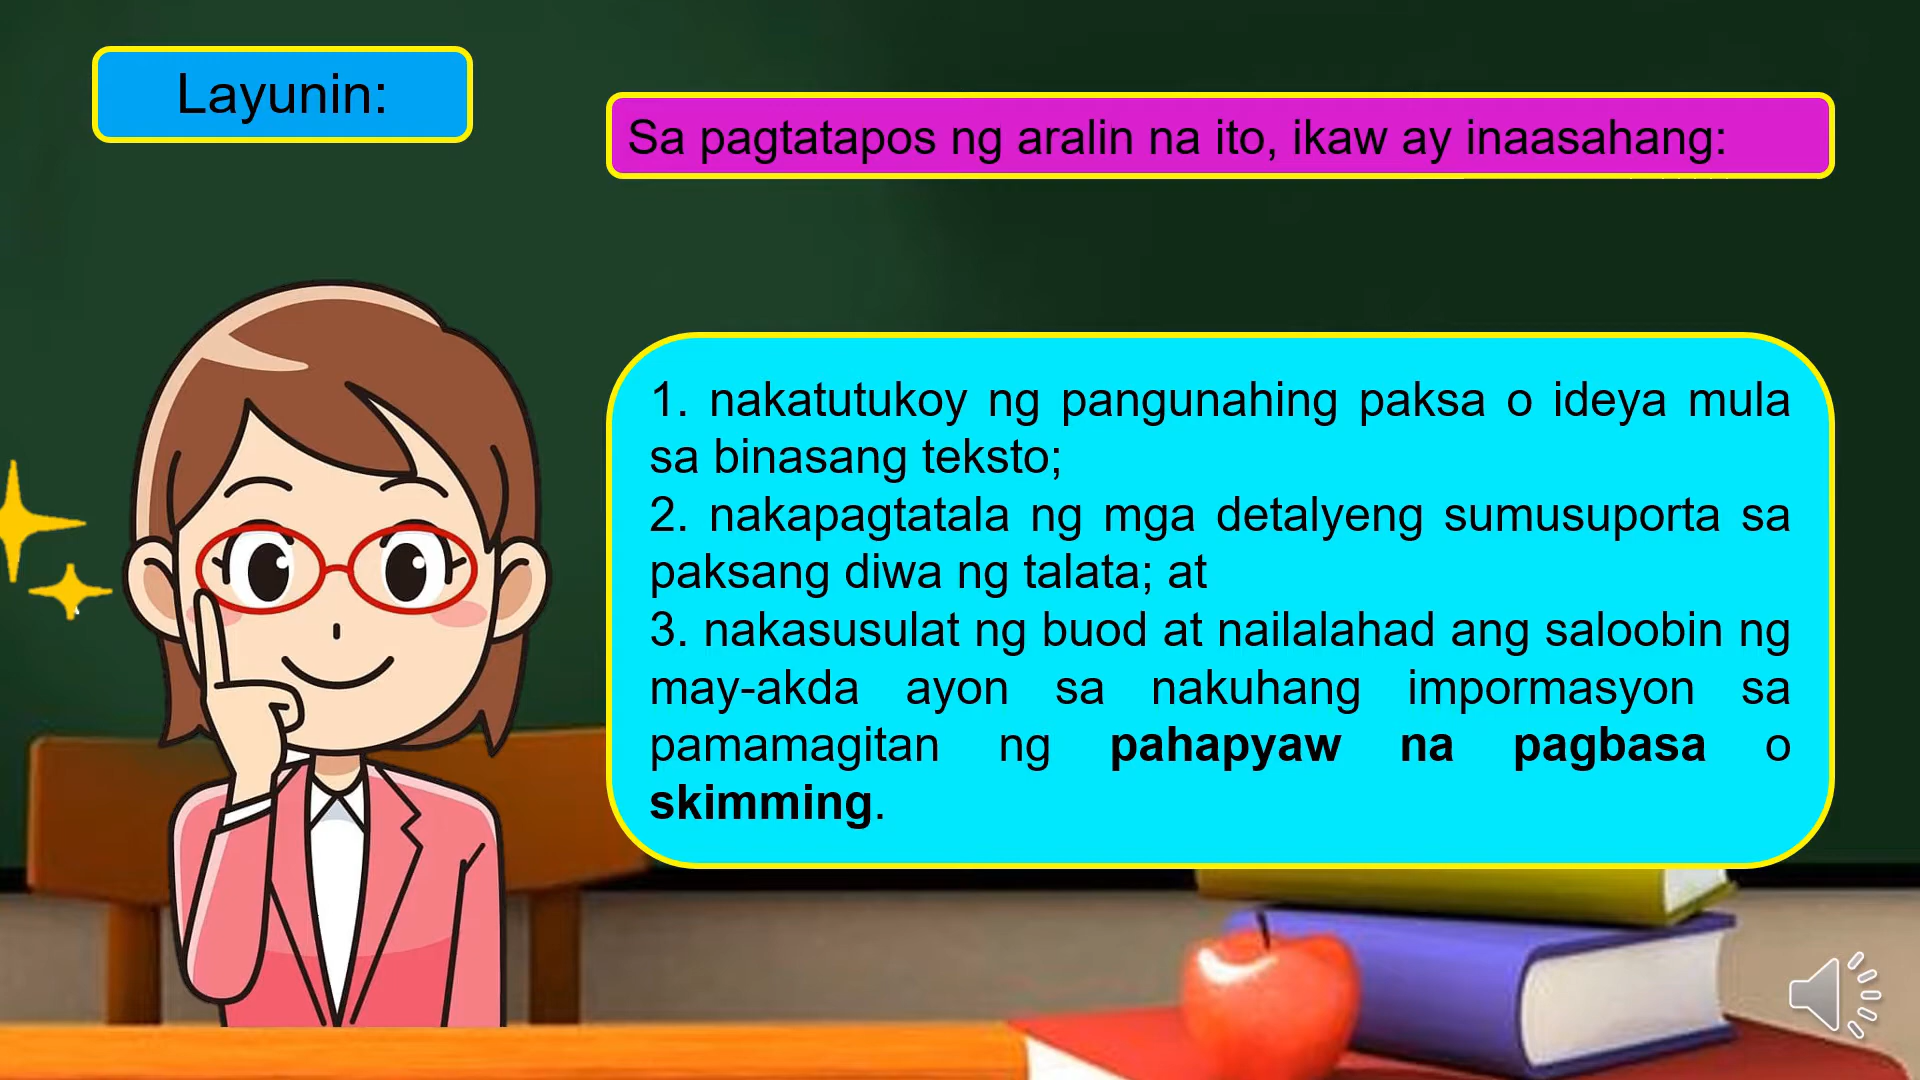 Layunin:
Sa pagtatapos ng aralin na ito, ikaw ay inaasahang:
1. nakatutukoy ng pangunahing paksa o ideya mula
sa binasang teksto;
2. nakapagtatala ng mga detalyeng sumusuporta sa
paksang diwa ng talata; at
3. nakasusulat ng buod at nailalahad ang saloobin ng
may-akda ayon sa nakuhang impormasyon sa
pamamagitan ng pahapyaw na pagbasa o
skimming.